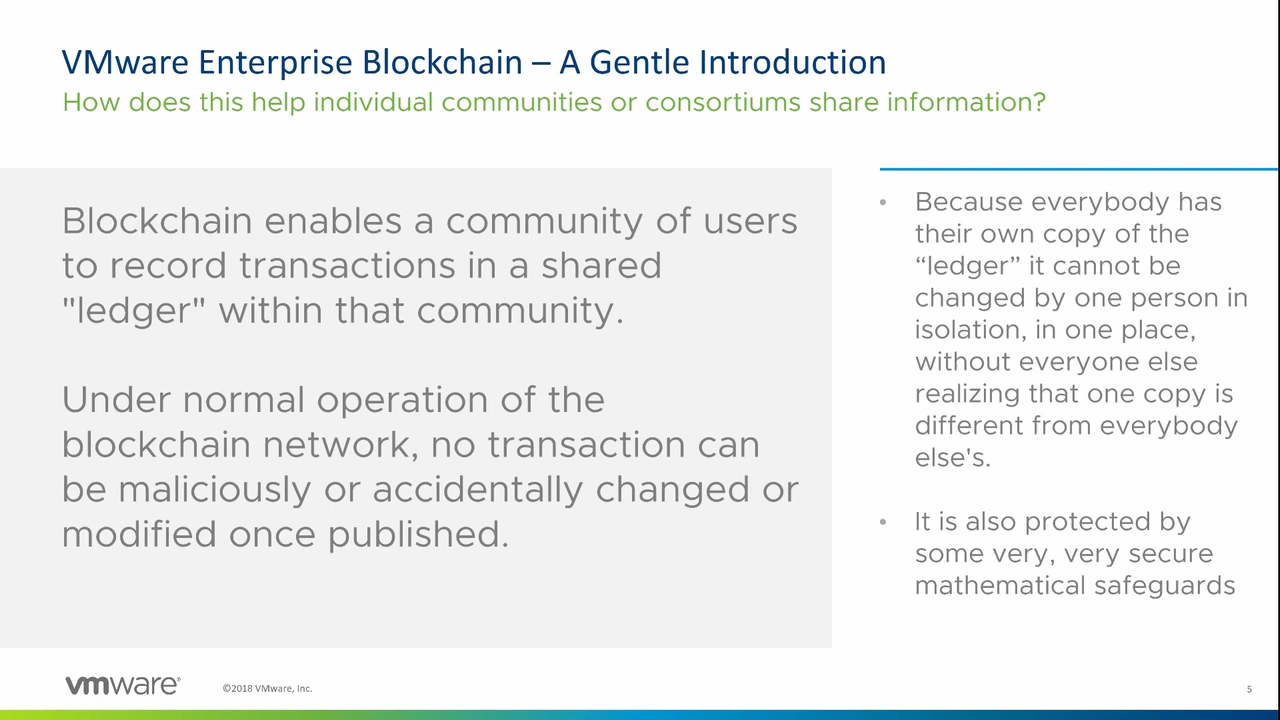 VMware Enterprise Blockchain – A Gentle Introduction
How does this help individual communities or consortiums share information?
Blockchain enables a community of users
to record transactions in a shared
"ledger" within that community.
Under normal operation of the
blockchain network, no transaction can
be maliciously or accidentally changed or
modified once published.
• Because everybody has
their own copy of the
“ledger” it cannot be
changed by one person in
isolation, in one place,
without everyone else
realizing that one copy is
different from everybody
else's.
• It is also protected by
some very, very secure
mathematical safeguards
vmware®
©2018 VMware, Inc.
5